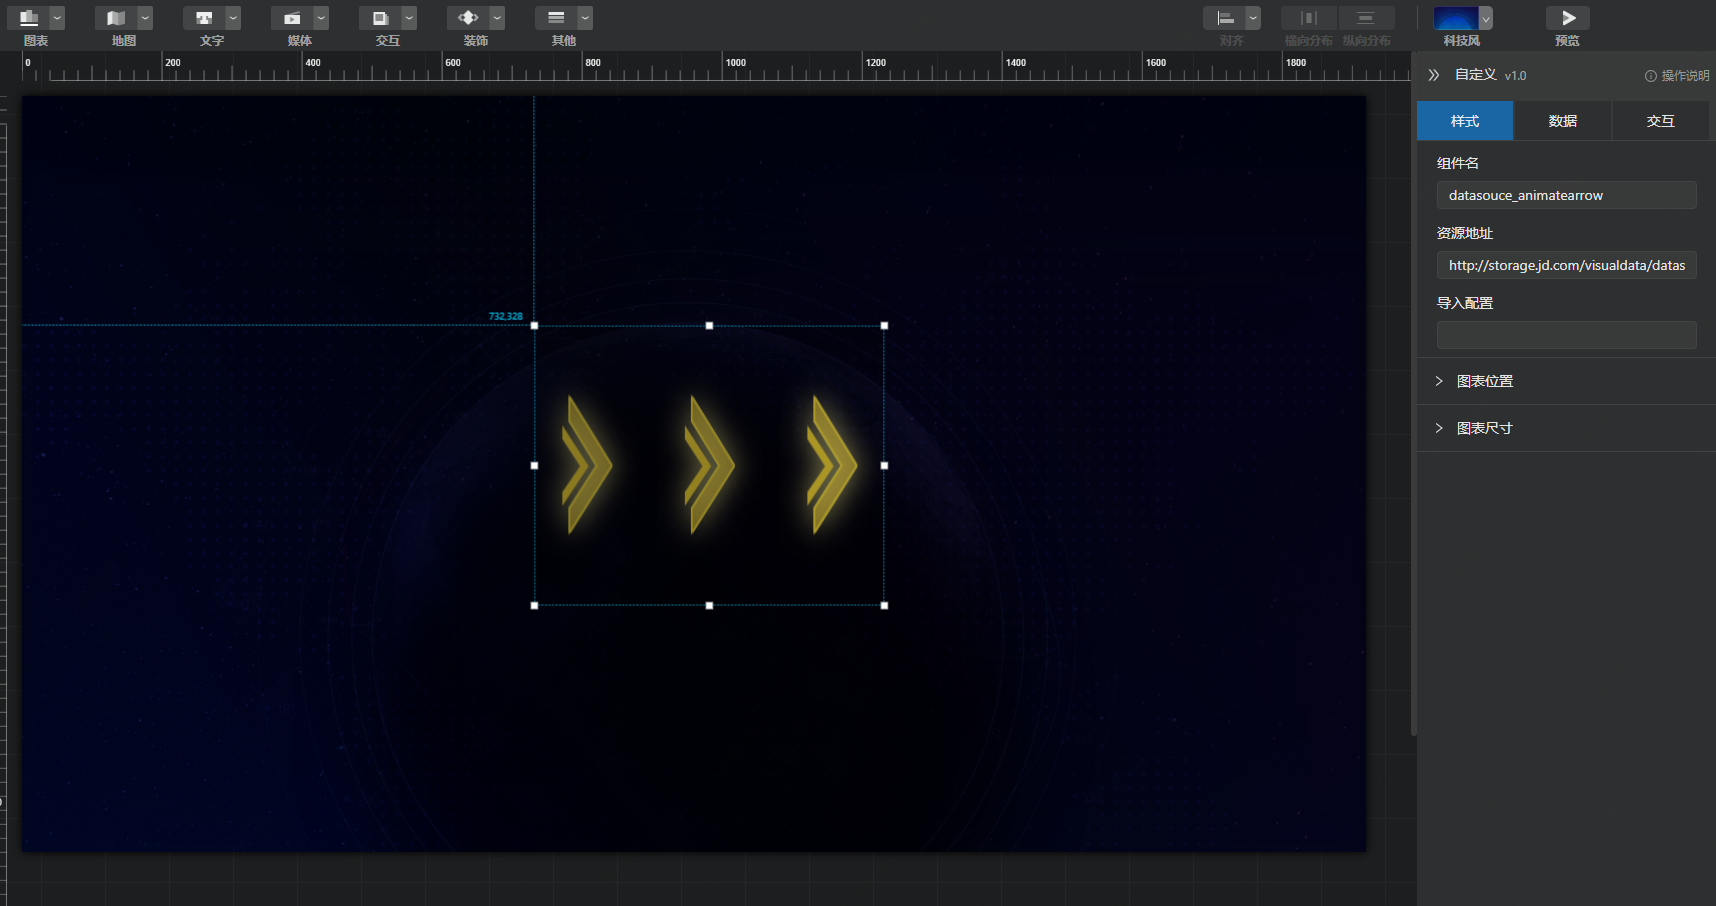 图表 地图 文字 媒体 交互 装饰 其他 对齐 横向分布 纵向分布 科技风 预览
0 200 400 600 800 1000 1200 1400 1600 1800
自定义 v1.0 操作说明
样式 数据 交互
组件名
datasouce_animatearrow
资源地址
http://storage.jd.com/visualdata/datas
导入配置
732,328
图表位置
图表尺寸